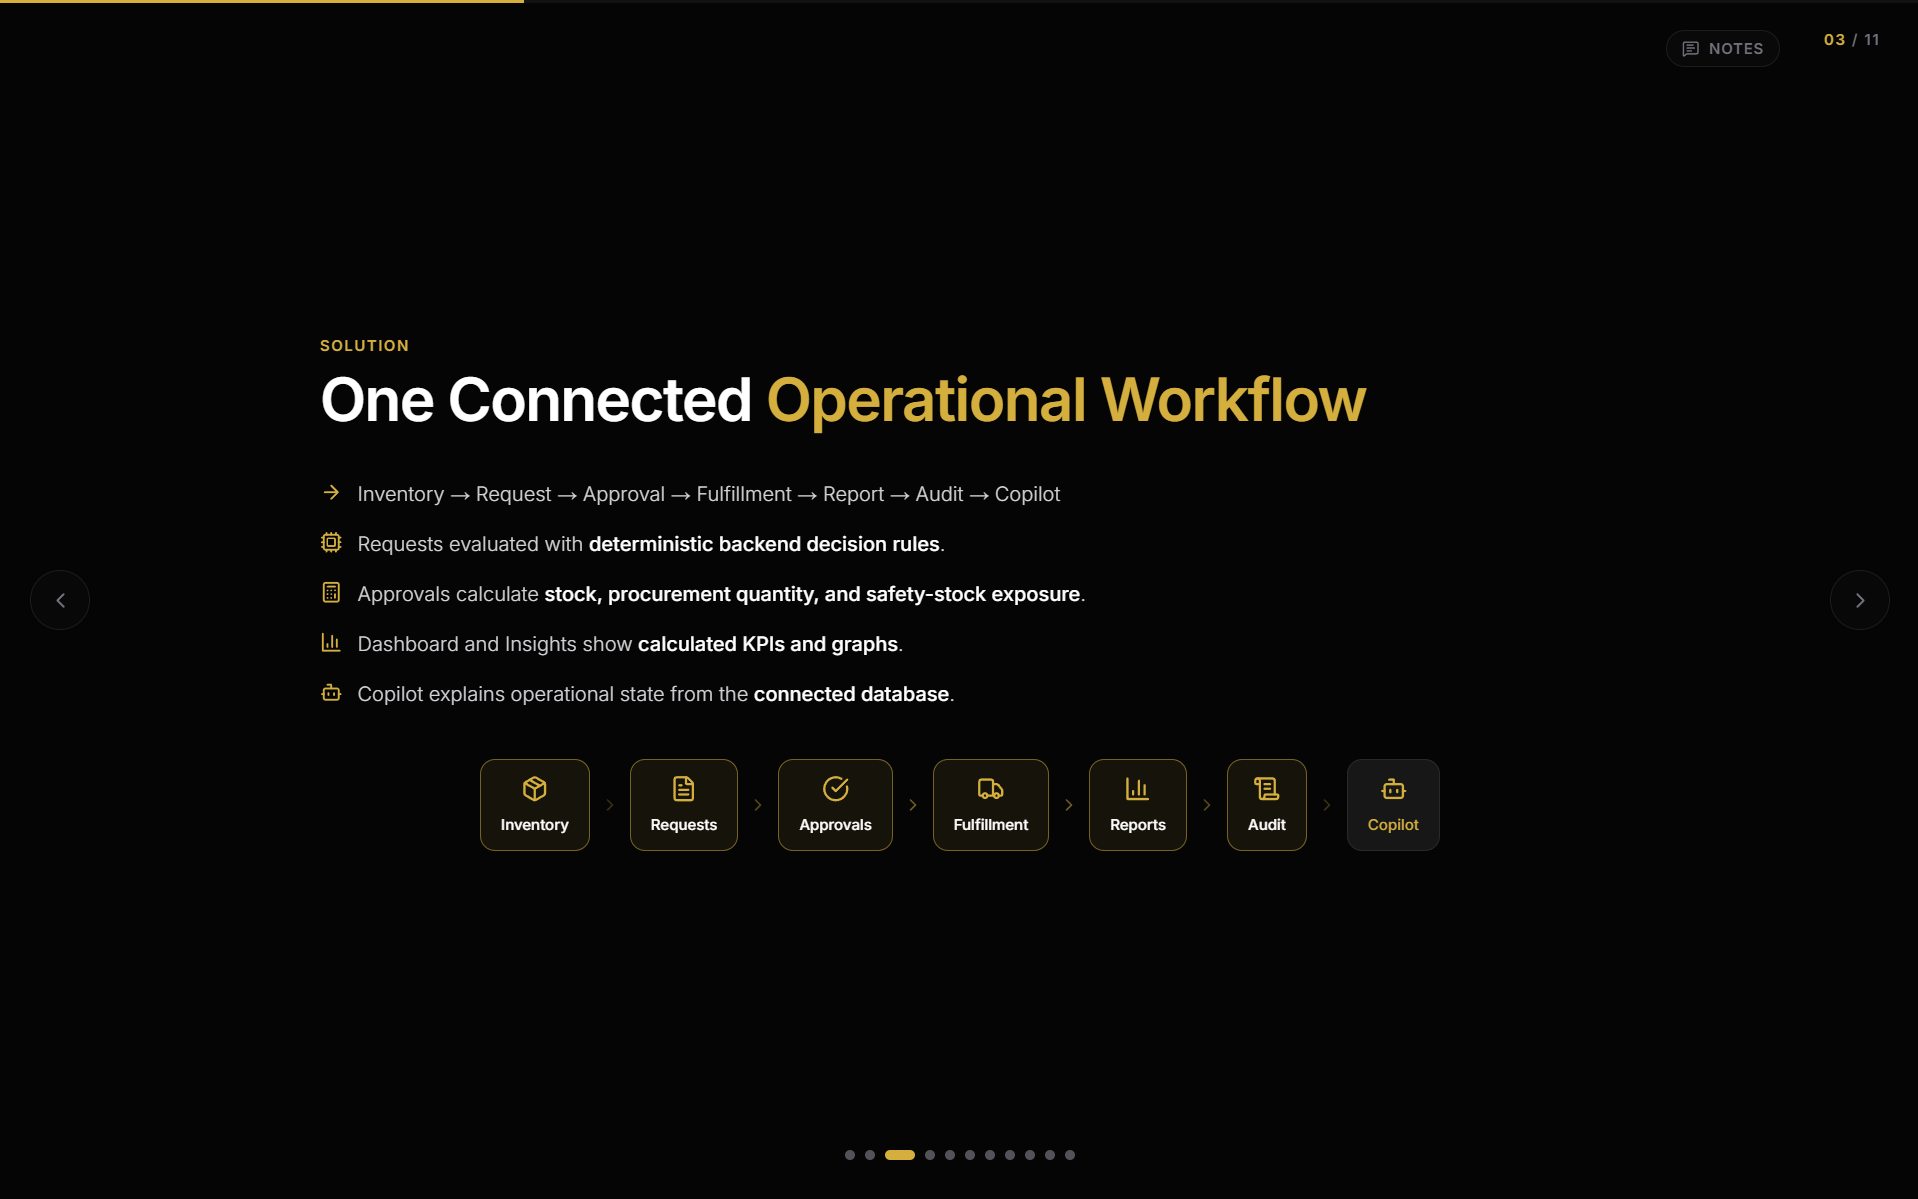 NOTES
03 / 11
SOLUTION
One Connected Operational Workflow
Inventory → Request → Approval → Fulfillment → Report → Audit → Copilot
Requests evaluated with deterministic backend decision rules.
Approvals calculate stock, procurement quantity, and safety-stock exposure.
Dashboard and Insights show calculated KPIs and graphs.
Copilot explains operational state from the connected database.
Inventory
Requests
Approvals
Fulfillment
Reports
Audit
Copilot